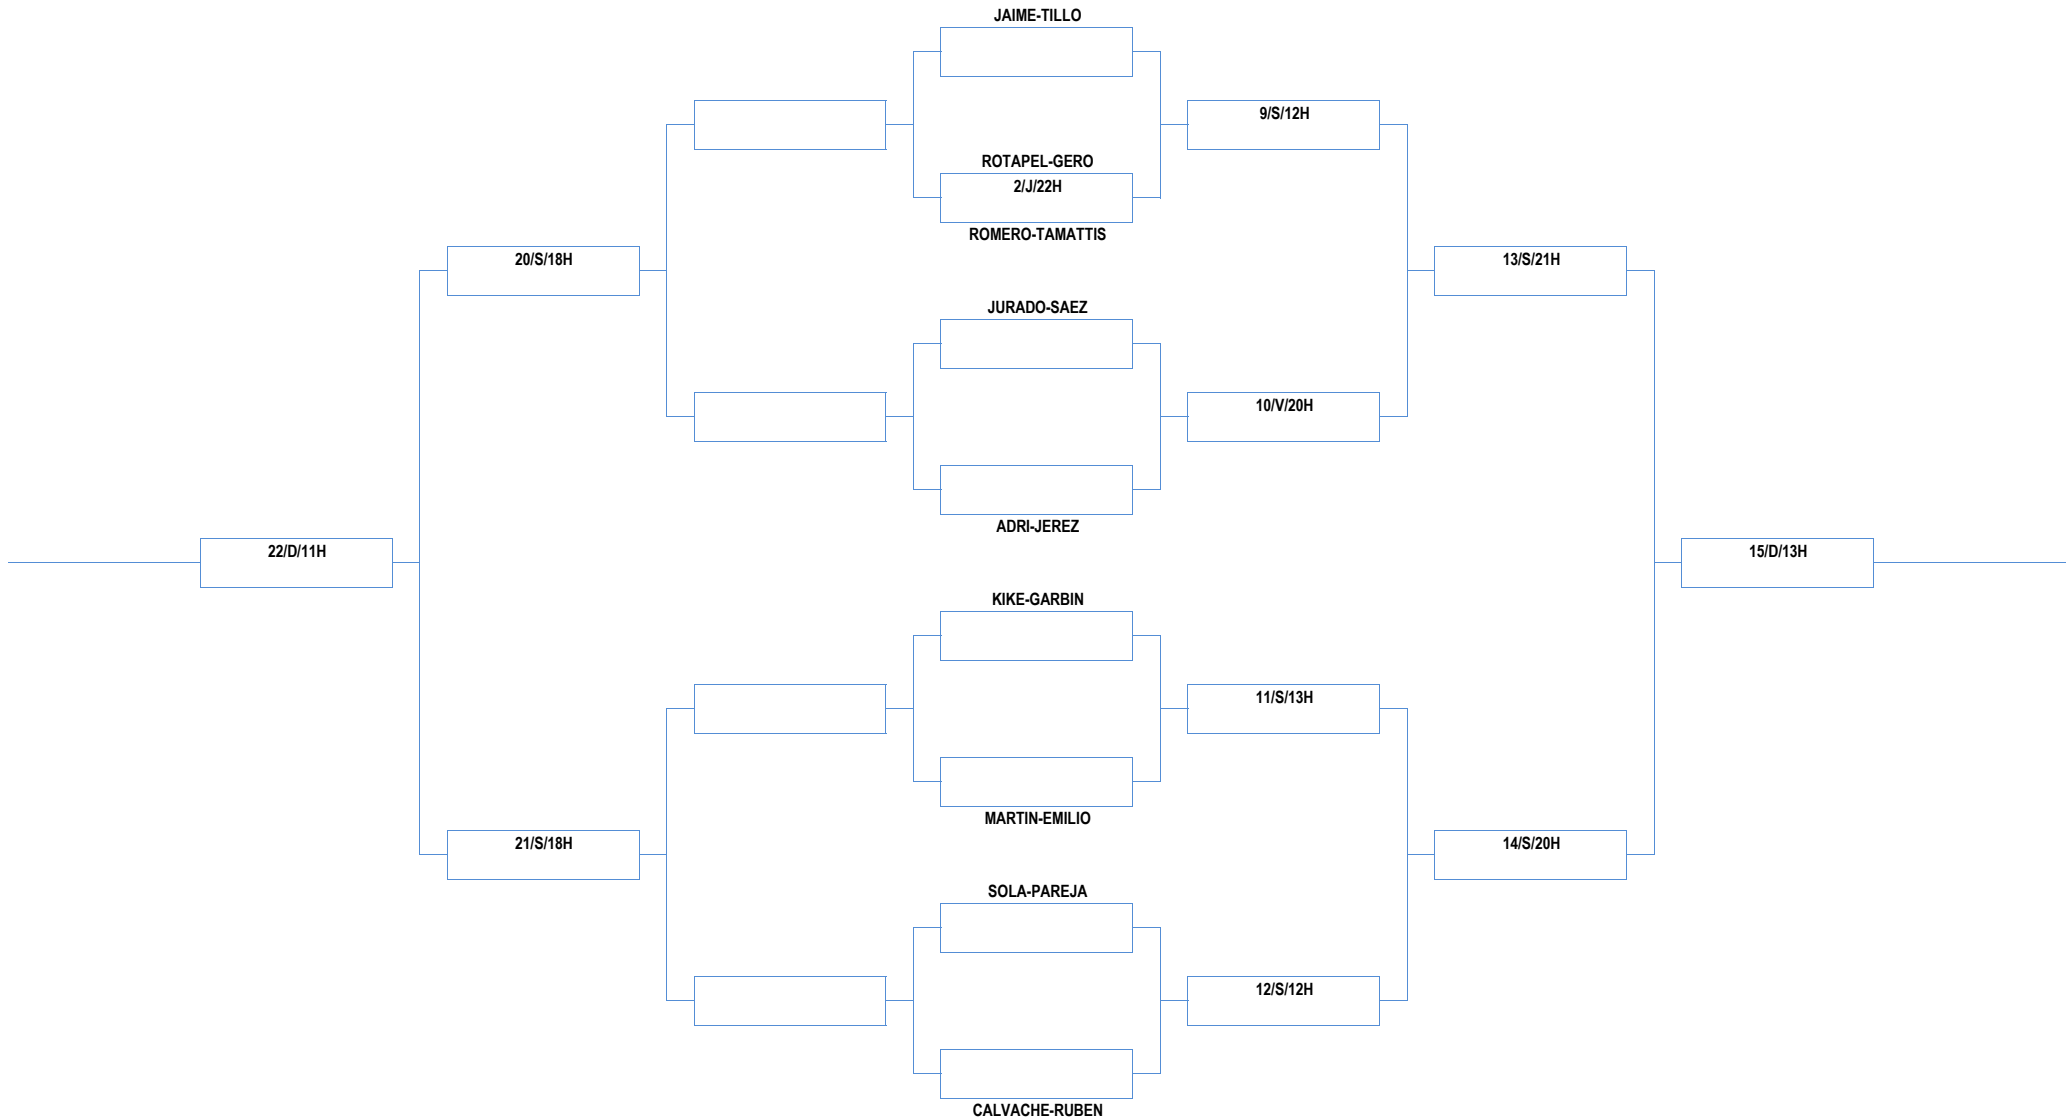 JAIME-TILLO
9/S/12H
ROTAPEL-GERO
2/J/22H
ROMERO-TAMATTIS
20/S/18H
13/S/21H
JURADO-SAEZ
10/V/20H
ADRI-JEREZ
22/D/11H
15/D/13H
KIKE-GARBIN
11/S/13H
MARTIN-EMILIO
21/S/18H
14/S/20H
SOLA-PAREJA
12/S/12H
CALVACHE-RUBEN